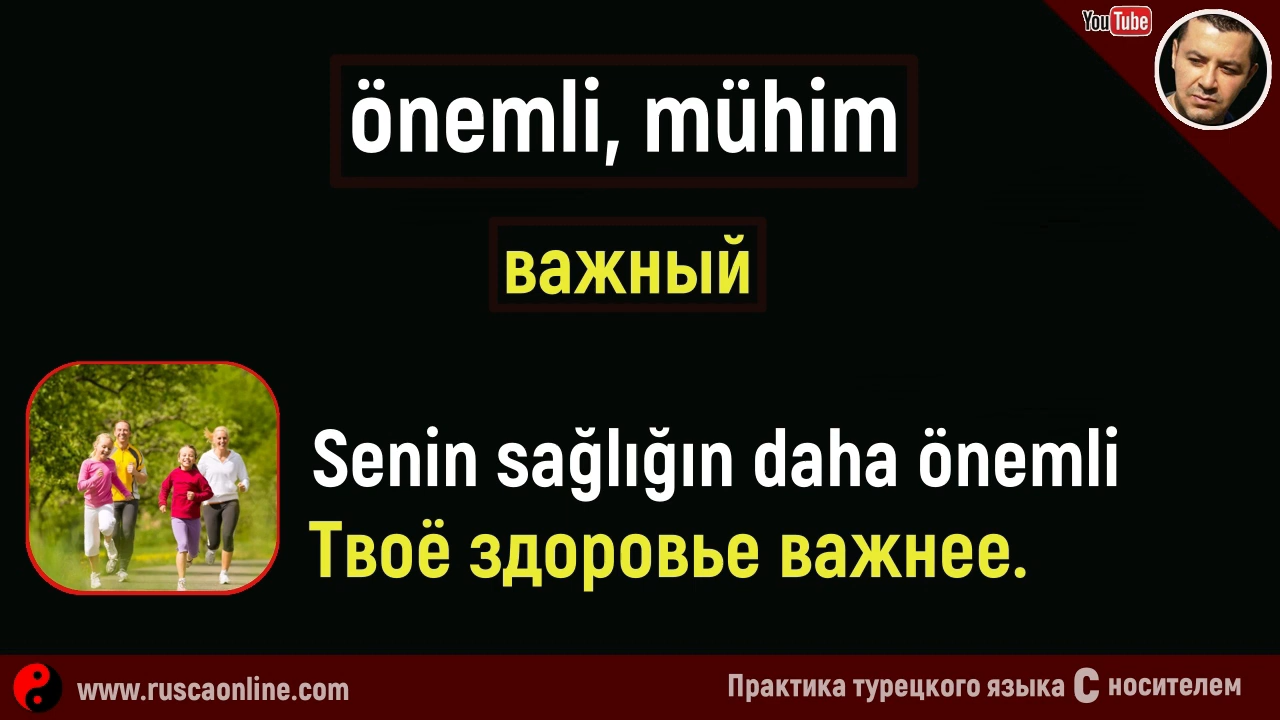 YouTube
önemli, mühim
важный
Senin sağlığın daha önemli
Твоё здоровье важнее.
www.ruscaonline.com
Практика турецкого языка С носителем